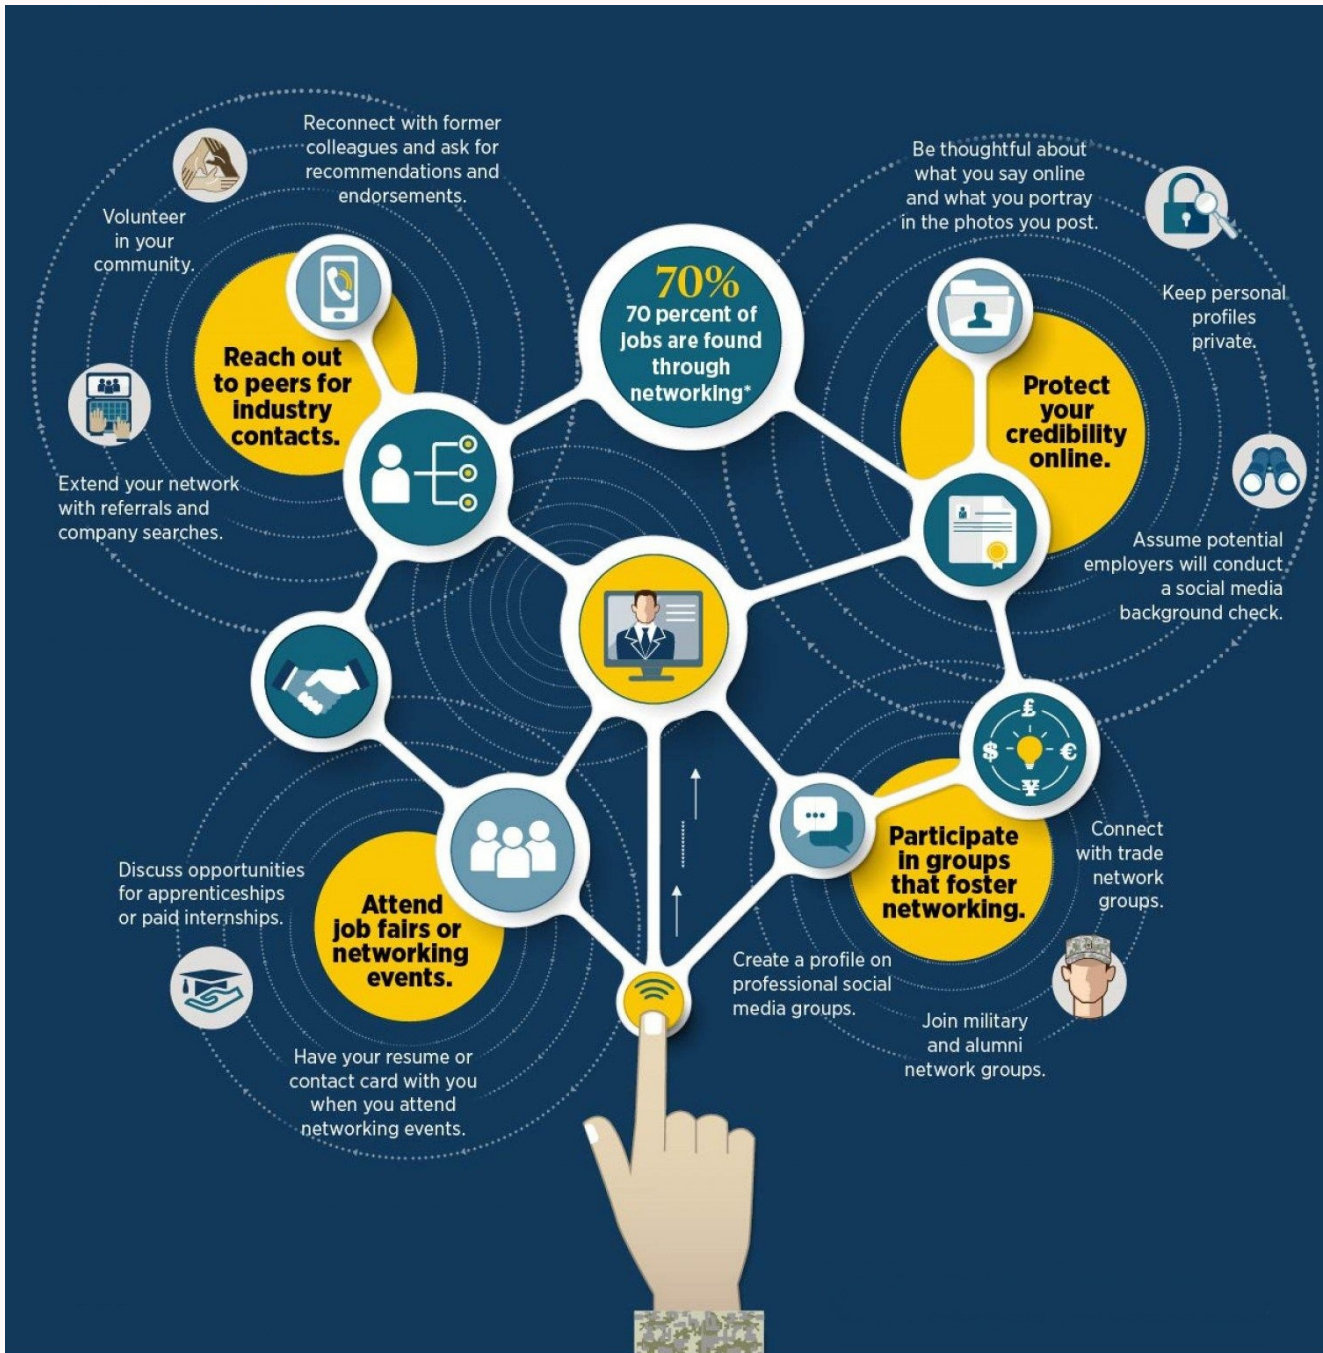 Reconnect with former
colleagues and ask for
recommendations and
endorsements.
Volunteer
in your
community.
Reach out
to peers for
industry
contacts.
Extend your network
with referrals and
company searches.
70%
70 percent of
jobs are found
through
networking*
Be thoughtful about
what you say online
and what you portray
in the photos you post.
Keep personal
profiles
private.
Protect
your
credibility
online.
Assume potential
employers will conduct
a social media
background check.
£
$
€
¥
Discuss opportunities
for apprenticeships
or paid internships.
Attend
job fairs or
networking
events.
Have your resume or
contact card with you
when you attend
networking events.
Participate
in groups
that foster
networking.
Connect
with trade
network
groups.
Create a profile on
professional social
media groups.
Join military
and alumni
network groups.